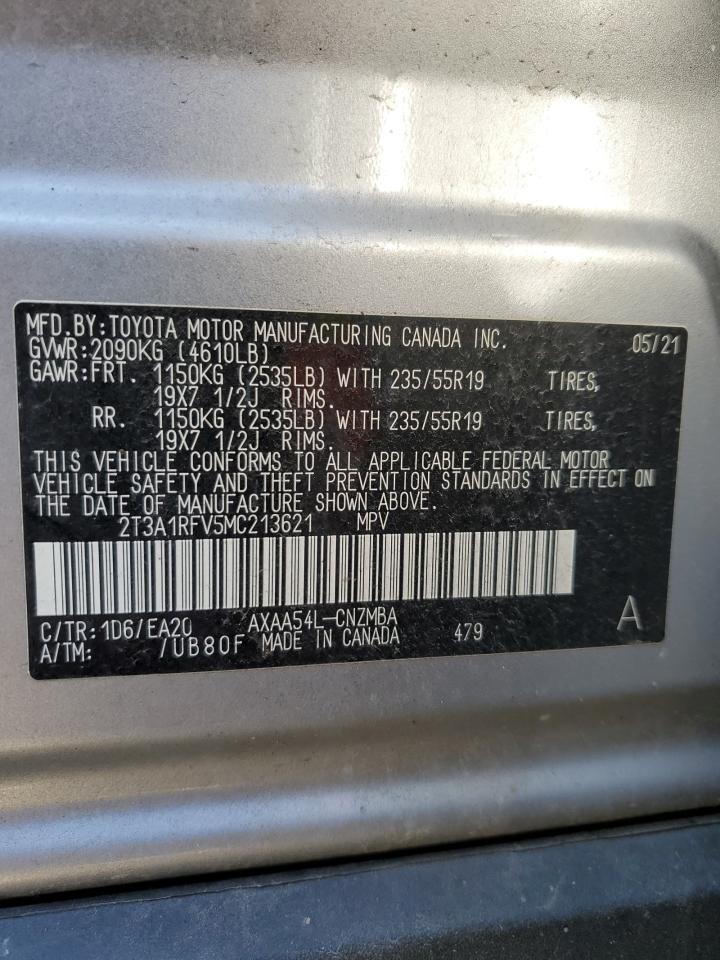 MFD.BY:TOYOTA MOTOR MANUFACTURING CANADA INC. 05/21
GVWR:2090KG (4610LB)
GAWR:FRT. 1150KG (2535LB) WITH 235/55R19 TIRES,
19X7 1/2J RIMS.
RR. 1150KG (2535LB) WITH 235/55R19 TIRES,
19X7 1/2J RIMS.
THIS VEHICLE CONFORMS TO ALL APPLICABLE FEDERAL MOTOR
VEHICLE SAFETY AND THEFT PREVENTION STANDARDS IN EFFECT ON
THE DATE OF MANUFACTURE SHOWN ABOVE.
2T3A1RFV5MC213621 MPV
C/TR:1D6/EA20 AXAA54L-CNZMBA A
A/TM: /UB80F MADE IN CANADA 479